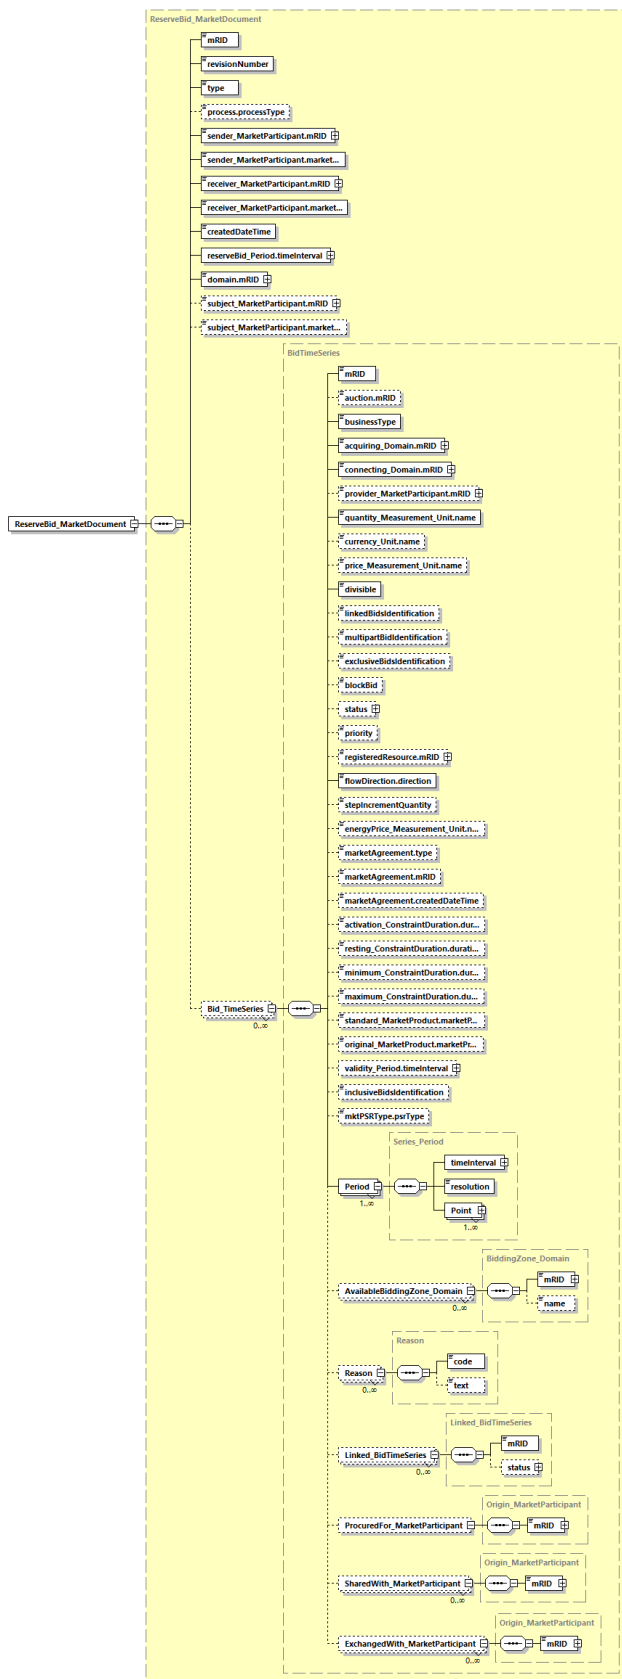 ReserveBid_MarketDocument
mRID
revisionNumber
type
process.processType
sender_MarketParticipant.mRID
sender_MarketParticipant.market...
receiver_MarketParticipant.mRID
receiver_MarketParticipant.market...
createdDateTime
reserveBid_Period.timeInterval
domain.mRID
subject_MarketParticipant.mRID
subject_MarketParticipant.market...
BidTimeSeries
mRID
auction.mRID
businessType
acquiring_Domain.mRID
connecting_Domain.mRID
provider_MarketParticipant.mRID
quantity_Measurement_Unit.name
ReserveBid_MarketDocument
currency_Unit.name
price_Measurement_Unit.name
divisible
linkedBidsIdentification
multipartBidIdentification
exclusiveBidsIdentification
blockBid
status
priority
registeredResource.mRID
flowDirection.direction
stepIncrementQuantity
energyPrice_Measurement_Unit.n...
marketAgreement.type
marketAgreement.mRID
marketAgreement.createdDateTime
activation_ConstraintDuration.dur...
resting_ConstraintDuration.durati...
minimum_ConstraintDuration.dur...
maximum_ConstraintDuration.du...
Bid_TimeSeries
0..∞
standard_MarketProduct.marketP...
original_MarketProduct.marketPr...
validity_Period.timeInterval
inclusiveBidsIdentification
mktPSRType.psrType
Series_Period
timeInterval
Period
1..∞
resolution
Point
1..∞
BiddingZone_Domain
mRID
AvailableBiddingZone_Domain
0..∞
name
Reason
code
Reason
0..∞
text
Linked_BidTimeSeries
mRID
Linked_BidTimeSeries
0..∞
status
Origin_MarketParticipant
ProcuredFor_MarketParticipant
mRID
Origin_MarketParticipant
SharedWith_MarketParticipant
mRID
0..∞
Origin_MarketParticipant
ExchangedWith_MarketParticipant
mRID
0..∞